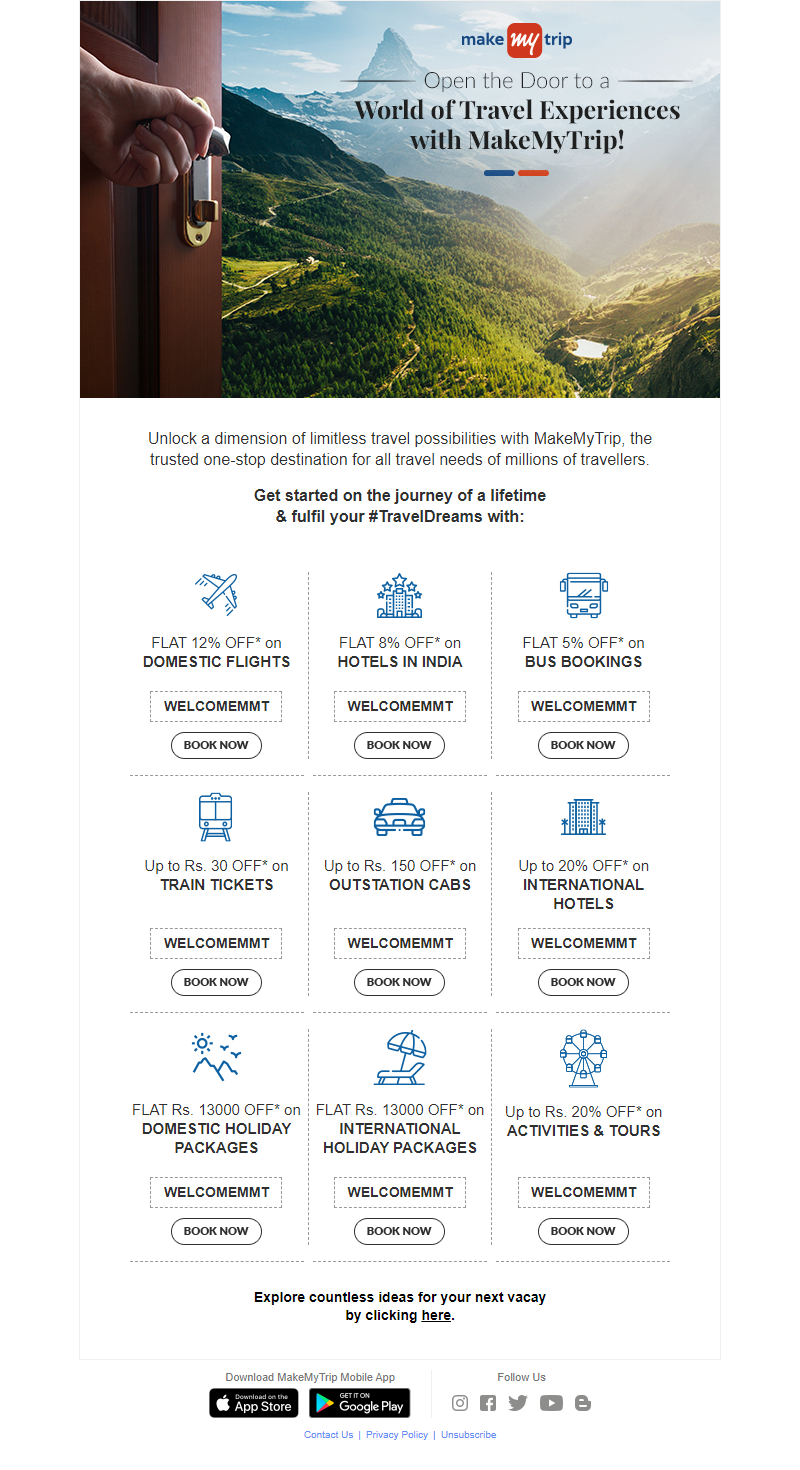 make my trip
Open the Door to a
World of Travel Experiences
with MakeMyTrip!
Unlock a dimension of limitless travel possibilities with MakeMyTrip, the
trusted one-stop destination for all travel needs of millions of travellers.
Get started on the journey of a lifetime
& fulfil your #TravelDreams with:
FLAT 12% OFF* on
DOMESTIC FLIGHTS
WELCOMEMMT
BOOK NOW
FLAT 8% OFF* on
HOTELS IN INDIA
WELCOMEMMT
BOOK NOW
FLAT 5% OFF* on
BUS BOOKINGS
WELCOMEMMT
BOOK NOW
Up to Rs. 30 OFF* on
TRAIN TICKETS
WELCOMEMMT
BOOK NOW
Up to Rs. 150 OFF* on
OUTSTATION CABS
WELCOMEMMT
BOOK NOW
Up to 20% OFF* on
INTERNATIONAL
HOTELS
WELCOMEMMT
BOOK NOW
FLAT Rs. 13000 OFF* on
DOMESTIC HOLIDAY
PACKAGES
WELCOMEMMT
BOOK NOW
FLAT Rs. 13000 OFF* on
INTERNATIONAL
HOLIDAY PACKAGES
WELCOMEMMT
BOOK NOW
Up to Rs. 20% OFF* on
ACTIVITIES & TOURS
WELCOMEMMT
BOOK NOW
Explore countless ideas for your next vacay
by clicking here.
Download MakeMyTrip Mobile App
Download on the
App Store
GET IT ON
Google Play
Follow Us
Contact Us | Privacy Policy | Unsubscribe